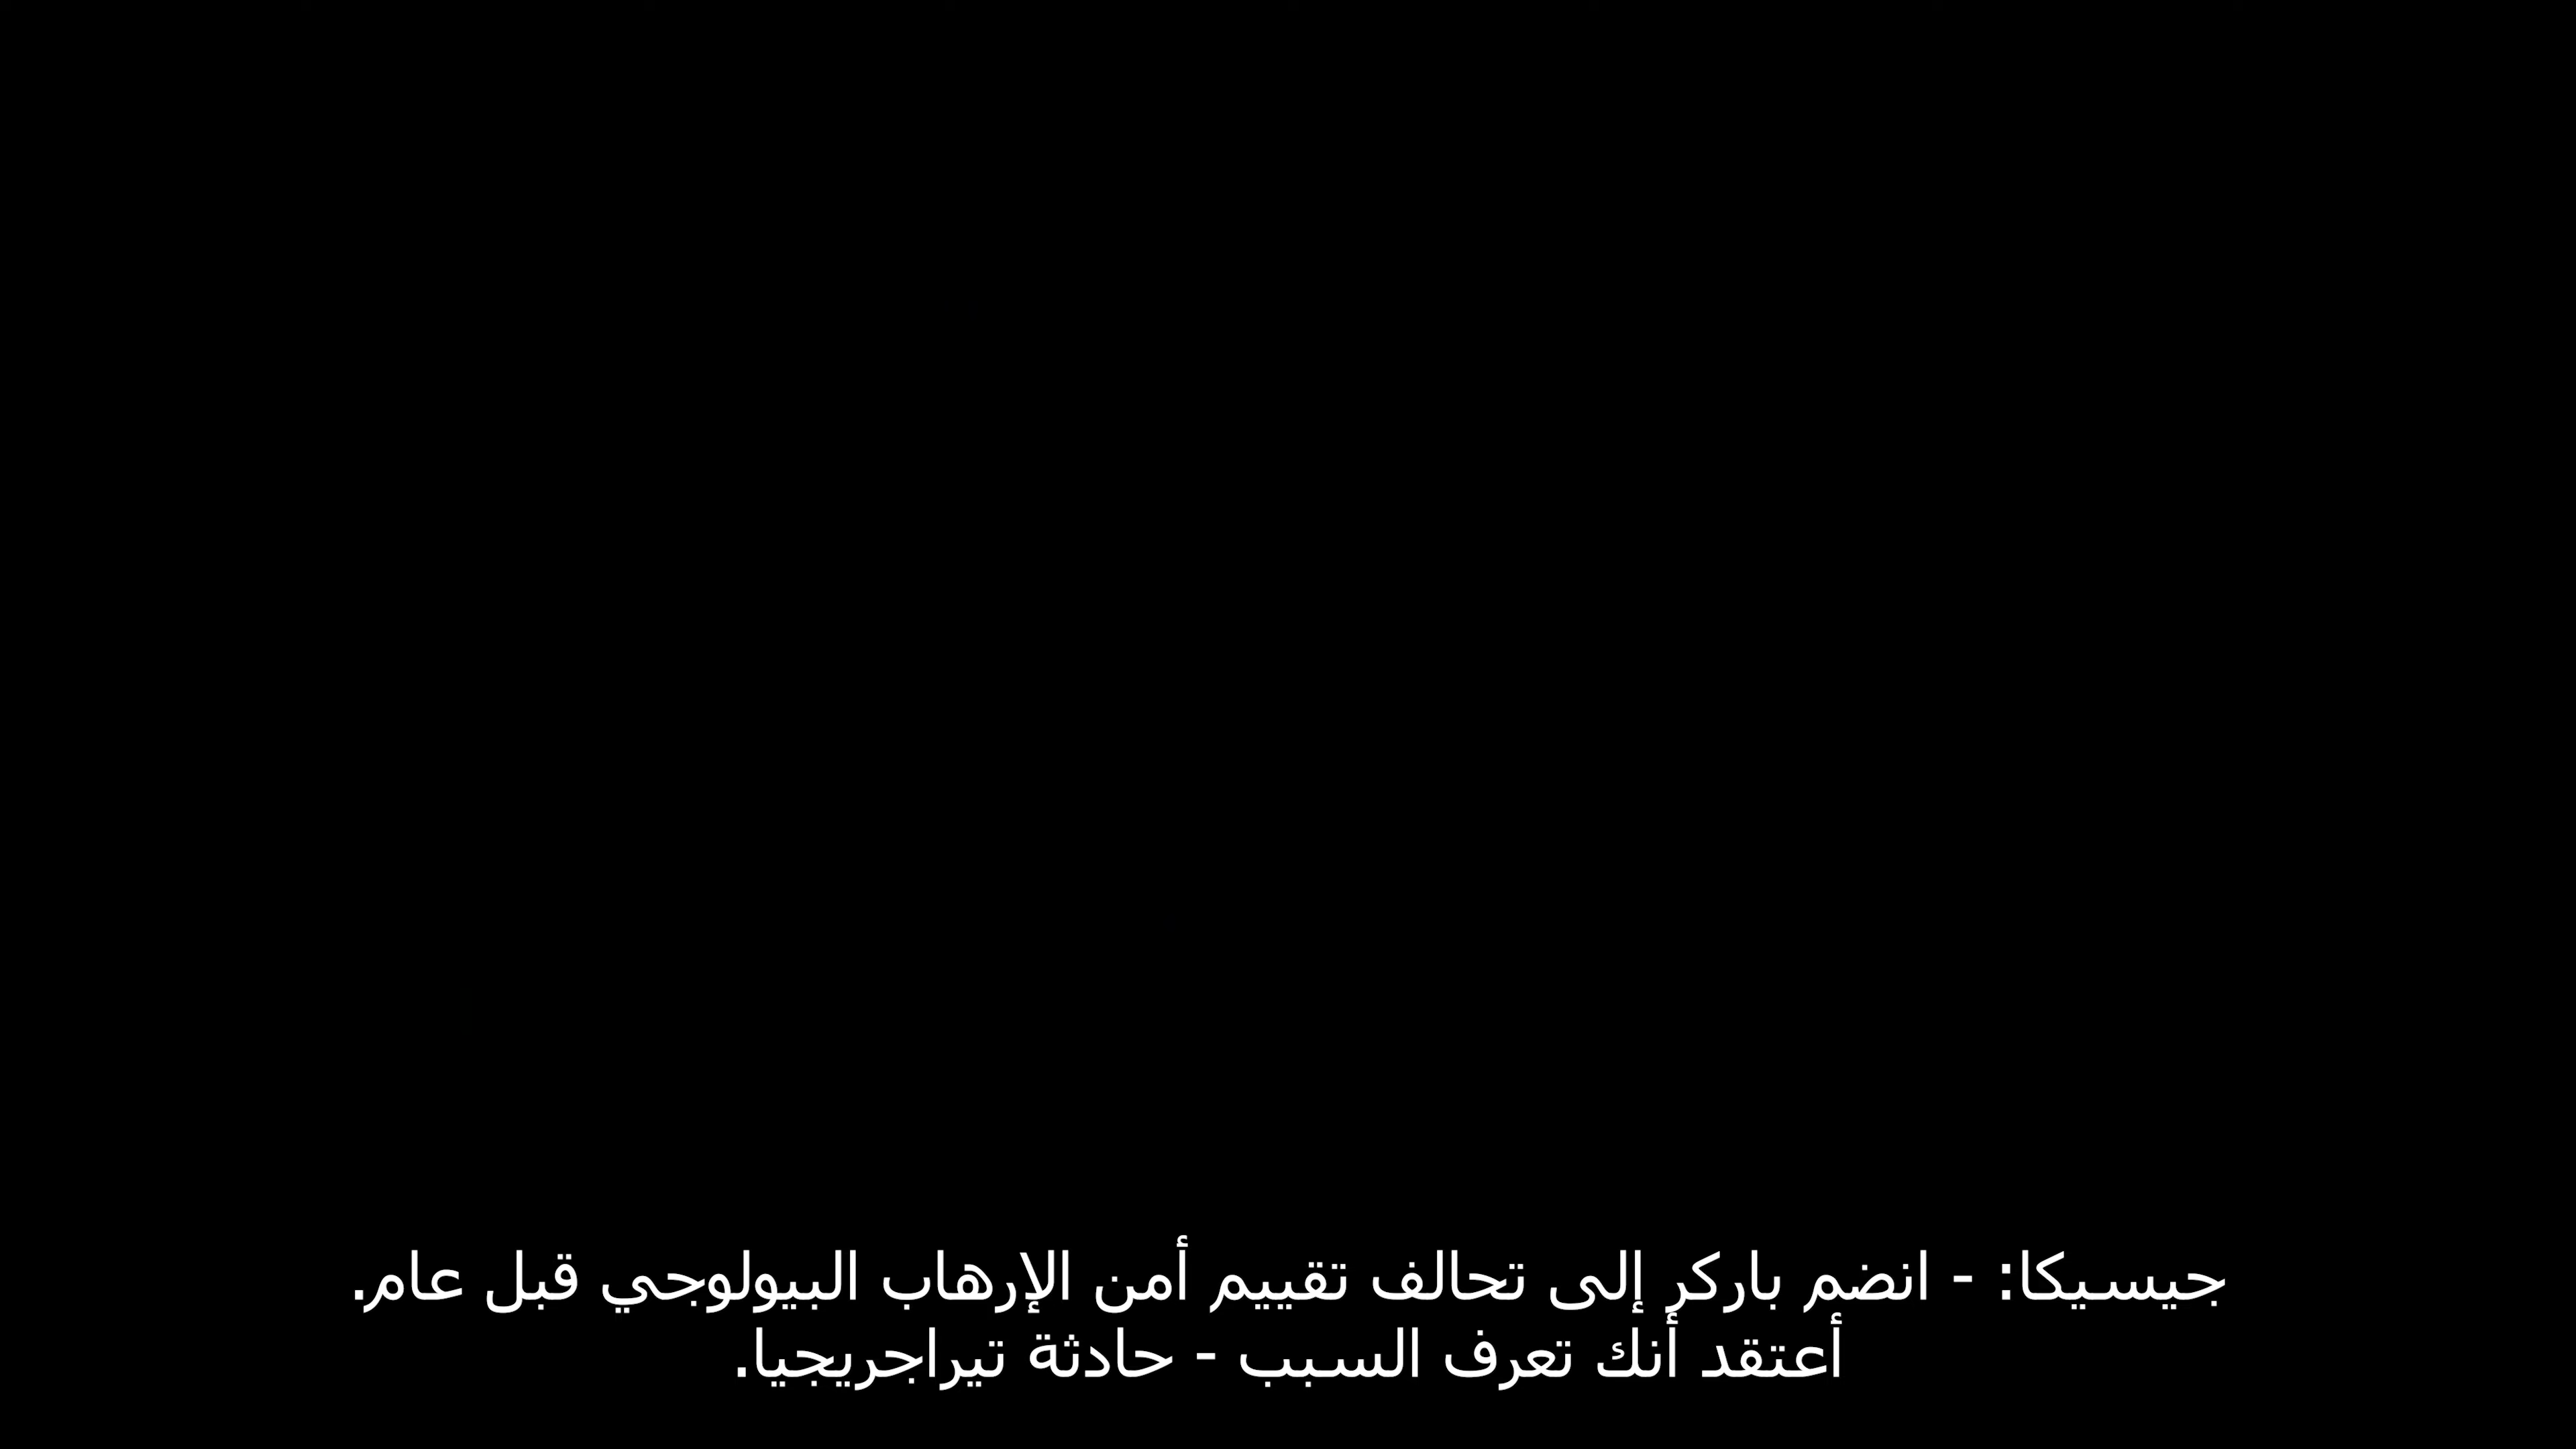 جيسيكا: - انضم باركر إلى تحالف تقييم أمن الإرهاب البيولوجي قبل عام.
أعتقد أنك تعرف السبب - حادثة تيراجريجيا.